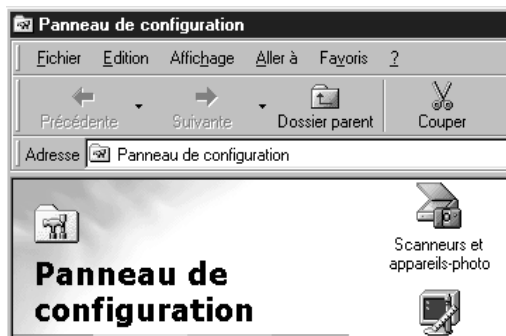 Panneau de configuration
Fichier Edition Affichage Aller à Favoris ?
Précédente Suivante Dossier parent Couper
Adresse Panneau de configuration
Scanneurs et
appareils-photo
Panneau de
configuration